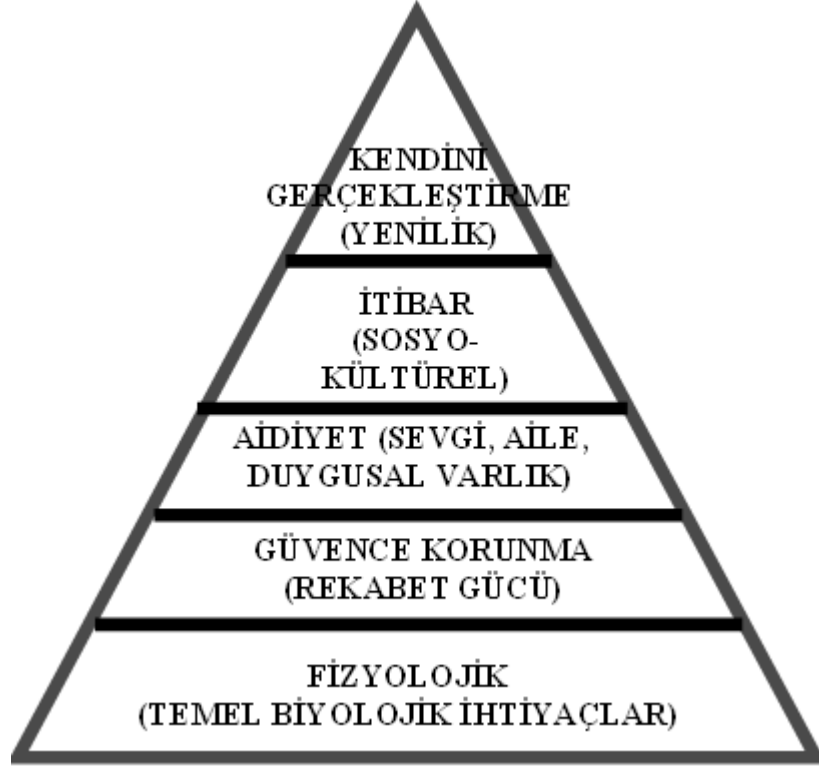 KENDİNİ
GERÇEKLEŞTİRME
(YENİLİK)
İTİBAR
(SOSYO-
KÜLTÜREL)
AİDİYET (SEVGİ, AİLE,
DUYGUSAL VARLIK)
GÜVENCE KORUNMA
(REKABET GÜCÜ)
FİZYOLOJİK
(TEMEL BİYOLOJİK İHTİYAÇLAR)